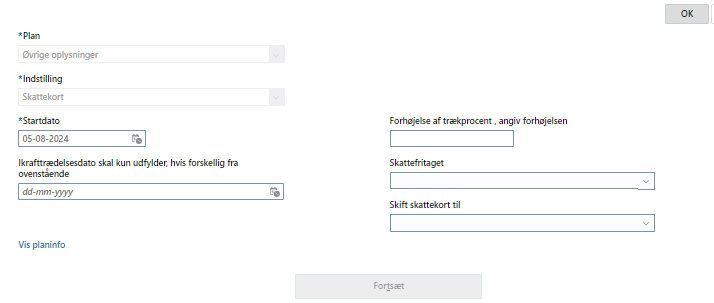 OK
*Plan
Øvrige oplysninger
*Indstilling
Skattekort
*Startdato
05-08-2024
Ikrafttrædelsesdato skal kun udfylder, hvis forskellig fra
ovenstående
dd-mm-yyyy
Vis planinfo
Forhøjelse af trækprocent , angiv forhøjelsen
Skattefritaget
Skift skattekort til
Fortsæt